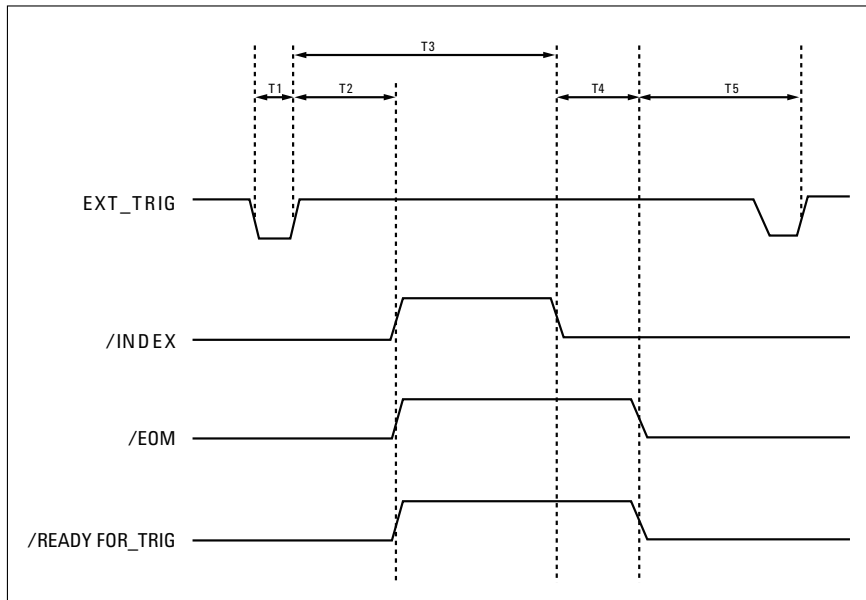 T3
T1
T2
T4
T5
EXT_TRIG
/INDEX
/EOM
/READY FOR_TRIG